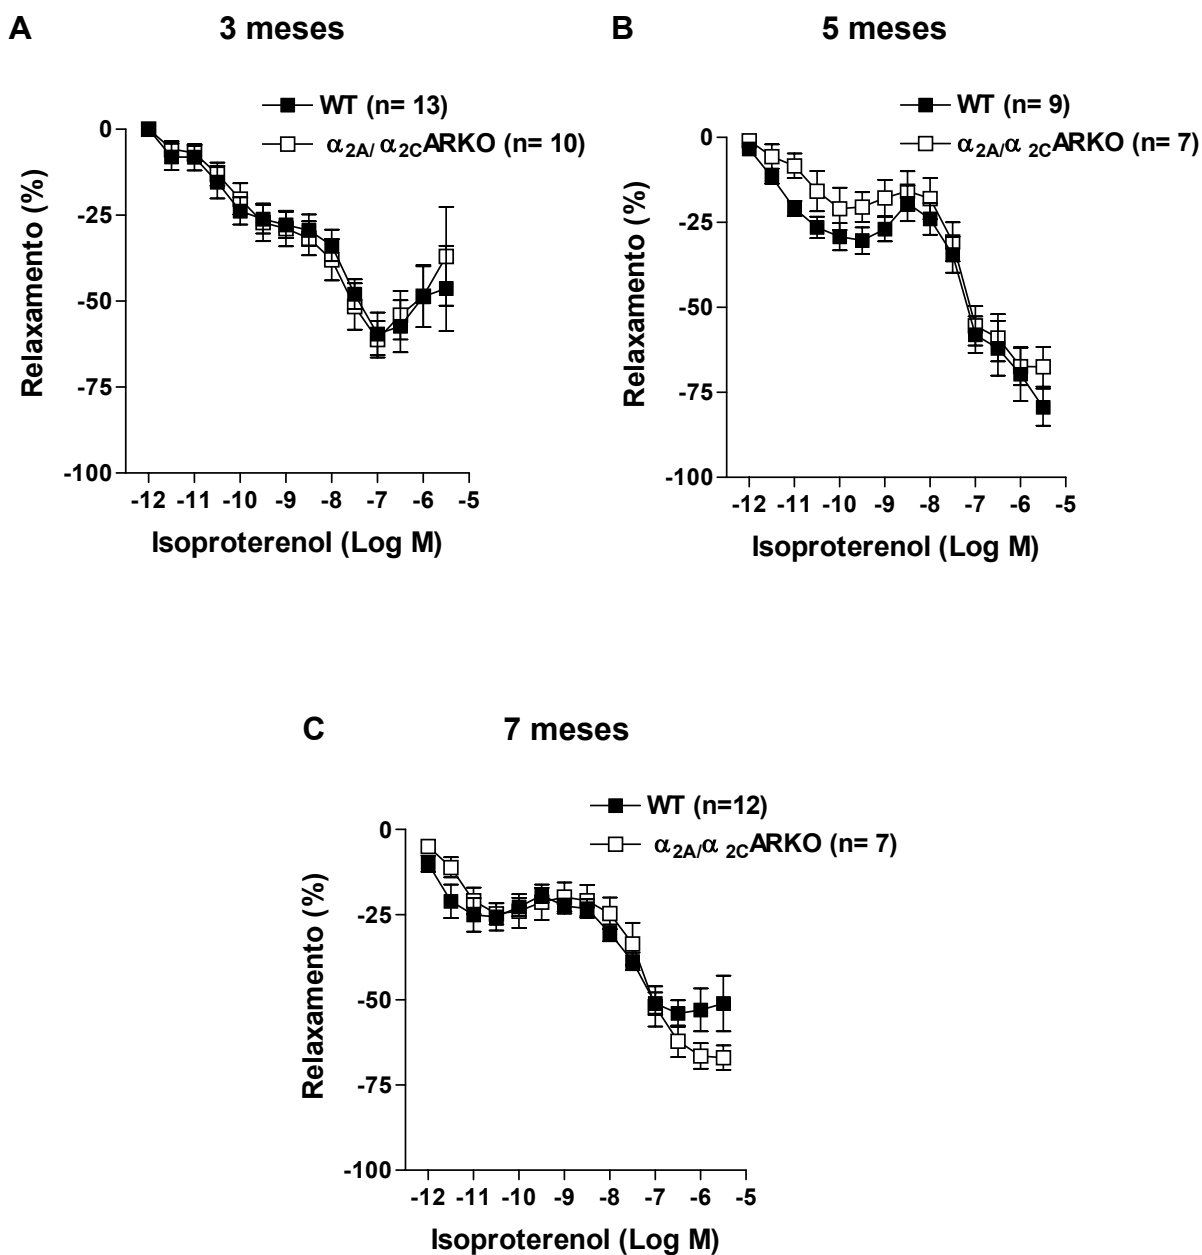 A
3 meses
WT (n= 13)
α2A/ α2CARKO (n= 10)
0
-25
-50
-75
-100
Relaxamento (%)
-12 -11 -10 -9 -8 -7 -6 -5
Isoproterenol (Log M)
B
5 meses
WT (n= 9)
α2A/α 2CARKO (n= 7)
0
-25
-50
-75
-100
Relaxamento (%)
-12 -11 -10 -9 -8 -7 -6 -5
Isoproterenol (Log M)
C
7 meses
WT (n=12)
α2A/α 2CARKO (n= 7)
0
-25
-50
-75
-100
Relaxamento (%)
-12 -11 -10 -9 -8 -7 -6 -5
Isoproterenol (Log M)